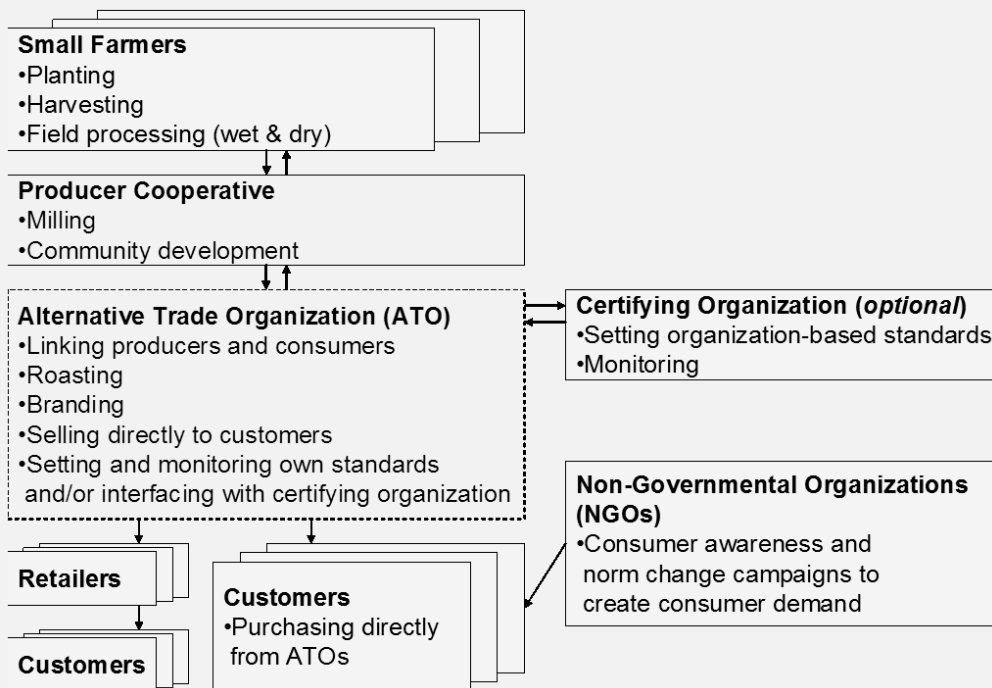 Small Farmers
•Planting
•Harvesting
•Field processing (wet & dry)
Producer Cooperative
•Milling
•Community development
Alternative Trade Organization (ATO)
•Linking producers and consumers
•Roasting
•Branding
•Selling directly to customers
•Setting and monitoring own standards
and/or interfacing with certifying organization
Certifying Organization (optional)
•Setting organization-based standards
•Monitoring
Non-Governmental Organizations
(NGOs)
•Consumer awareness and
norm change campaigns to
create consumer demand
Retailers
Customers
Customers
•Purchasing directly
from ATOs